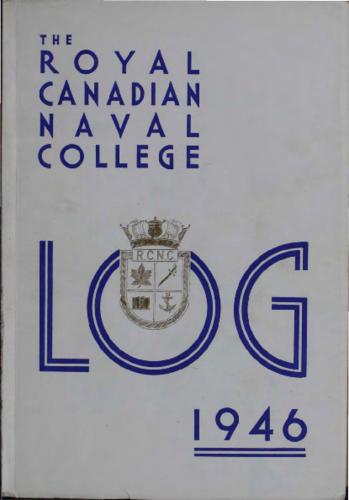 THE
ROYAL
CANADIAN
NAVAL
COLLEGE
RCNC
LOG
1946